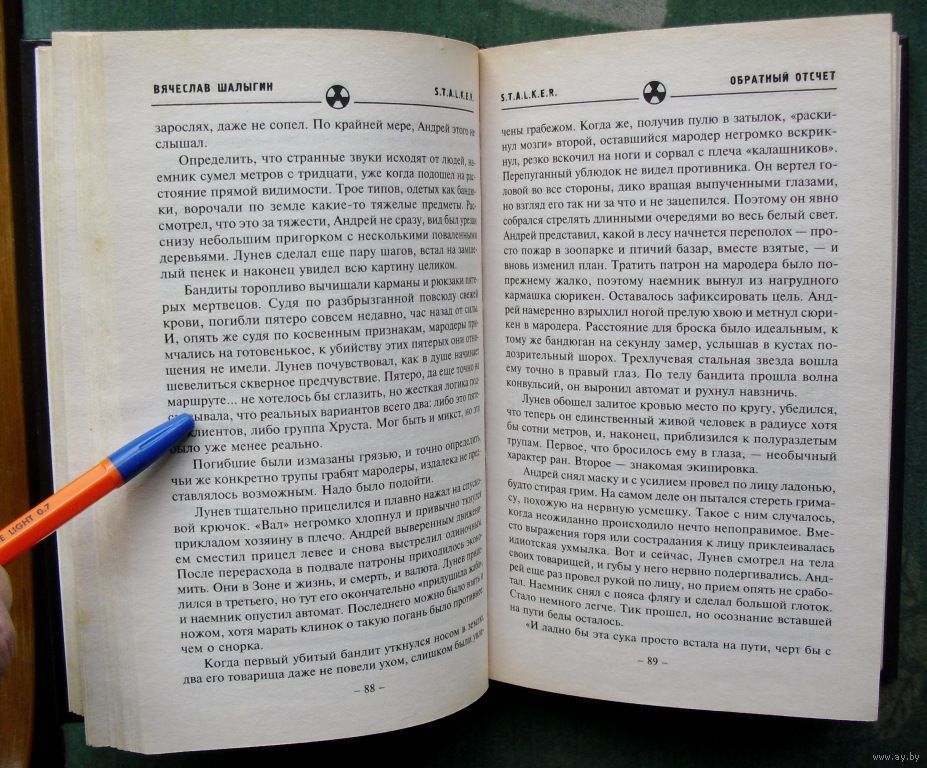 ВЯЧЕСЛАВ ШАЛЫГИН
S.T.A.L.K.E.R.
зарослях, даже не сопел. По крайней мере, Андрей этого не
слышал.
Определить, что странные звуки исходят от людей, на-
емник сумел метров с тридцати, уже когда подошел на рас-
стояние прямой видимости. Трое типов, одетых как банди-
ки, ворочали по земле какие-то тяжелые предметы. Рас-
смотрел, что это за тяжести, Андрей не сразу, вид был урезан
снизу небольшим пригорком с несколькими поваленными
деревьями. Лунев сделал еще пару шагов, встал на замше-
лый пенек и наконец увидел всю картину целиком.
Бандиты торопливо вычищали карманы и рюкзаки пяте-
рых мертвецов. Судя по разбрызганной повсюду свежей
крови, погибли пятеро совсем недавно, час назад от силы.
И, опять же судя по косвенным признакам, мародеры при-
мчались на готовенькое, к убийству этих пятерых они отно-
шения не имели. Лунев почувствовал, как в душе начинает
шевелиться скверное предчувствие. Пятеро, да еще точно на
маршруте... не хотелось бы сглазить, но жесткая логика под-
что реальных вариантов всего два: либо это пяте-
клиентов, либо группа Хруста. Мог быть и микст, но это
было уже менее реально.
Погибшие были измазаны грязью, и точно определить,
чьи же конкретно трупы грабят мародеры, издалека не пред-
ставлялось возможным. Надо было подойти.
Лунев тщательно прицелился и плавно нажал на спуско-
вой крючок. «Вал» негромко хлопнул и привычно ткнулся
прикладом хозяину в плечо. Андрей выверенным движени-
ем сместил прицел левее и снова выстрелил одиночным.
После перерасхода в подвале патроны приходилось эконо-
мить. Они в Зоне и жизнь, и смерть, и валюта. Лунев прице-
лился в третьего, но тут его окончательно «придушила жаба»,
и наемник опустил автомат. Последнего можно было взять и
ножом, хотя марать клинок о такую погань было противнее,
чем о снорка.
Когда первый убитый бандит уткнулся носом в землю,
два его товарища даже не повели ухом, слишком были увле-
– 88 –
S.T.A.L.K.E.R.
ОБРАТНЫЙ ОТСЧЕТ
чены грабежом. Когда же, получив пулю в затылок, «раски-
нул мозги» второй, оставшийся мародер негромко вскрик-
нул, резко вскочил на ноги и сорвал с плеча «калашников».
Перепуганный ублюдок не видел противника. Он вертел го-
ловой во все стороны, дико вращая выпученными глазами,
но взгляд его так ни за что и не зацепился. Поэтому он явно
собрался стрелять длинными очередями во весь белый свет.
Андрей представил, какой в лесу начнется переполох — про-
сто пожар в зоопарке и птичий базар, вместе взятые, — и
вновь изменил план. Тратить патрон на мародера было по-
прежнему жалко, поэтому наемник вынул из нагрудного
кармашка сюрикен. Оставалось зафиксировать цель. Анд-
рей намеренно взрыхлил ногой прелую хвою и метнул сюри-
кен в мародера. Расстояние для броска было идеальным, к
тому же бандюган на секунду замер, услышав в кустах по-
дозрительный шорох. Трехлучевая стальная звезда вошла
ему точно в правый глаз. По телу бандита прошла волна
конвульсий, он выронил автомат и рухнул навзничь.
Лунев обошел залитое кровью место по кругу, убедился,
что теперь он единственный живой человек в радиусе хотя
бы сотни метров, и, наконец, приблизился к полураздетым
трупам. Первое, что бросилось ему в глаза, — необычный
характер ран. Второе — знакомая экипировка.
Андрей снял маску и с усилием провел по лицу ладонью,
будто стирая грим. На самом деле он пытался стереть грима-
су, похожую на нервную усмешку. Такое с ним случалось,
когда неожиданно происходило нечто непоправимое. Вме-
сто выражения горя или сострадания к лицу приклеивалась
идиотская ухмылка. Вот и сейчас, Лунев смотрел на тела
своих товарищей, и губы у него нервно подергивались. Анд-
рей еще раз провел рукой по лицу, но прием опять не срабо-
тал. Наемник снял с пояса флягу и сделал большой глоток.
Стало немного легче. Тик прошел, но осознание вставшей
на пути беды осталось.
«И ладно бы эта сука просто встала на пути, черт бы с
– 89 –
LIGHT 0.7
www.ay.by